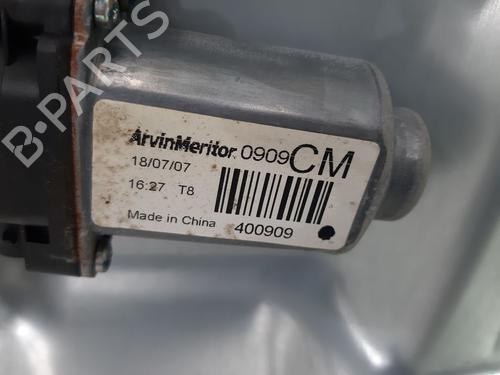 B-PARTS
ArvinMeritor 0909CM
18/07/07
16:27 T8
Made in China 400909